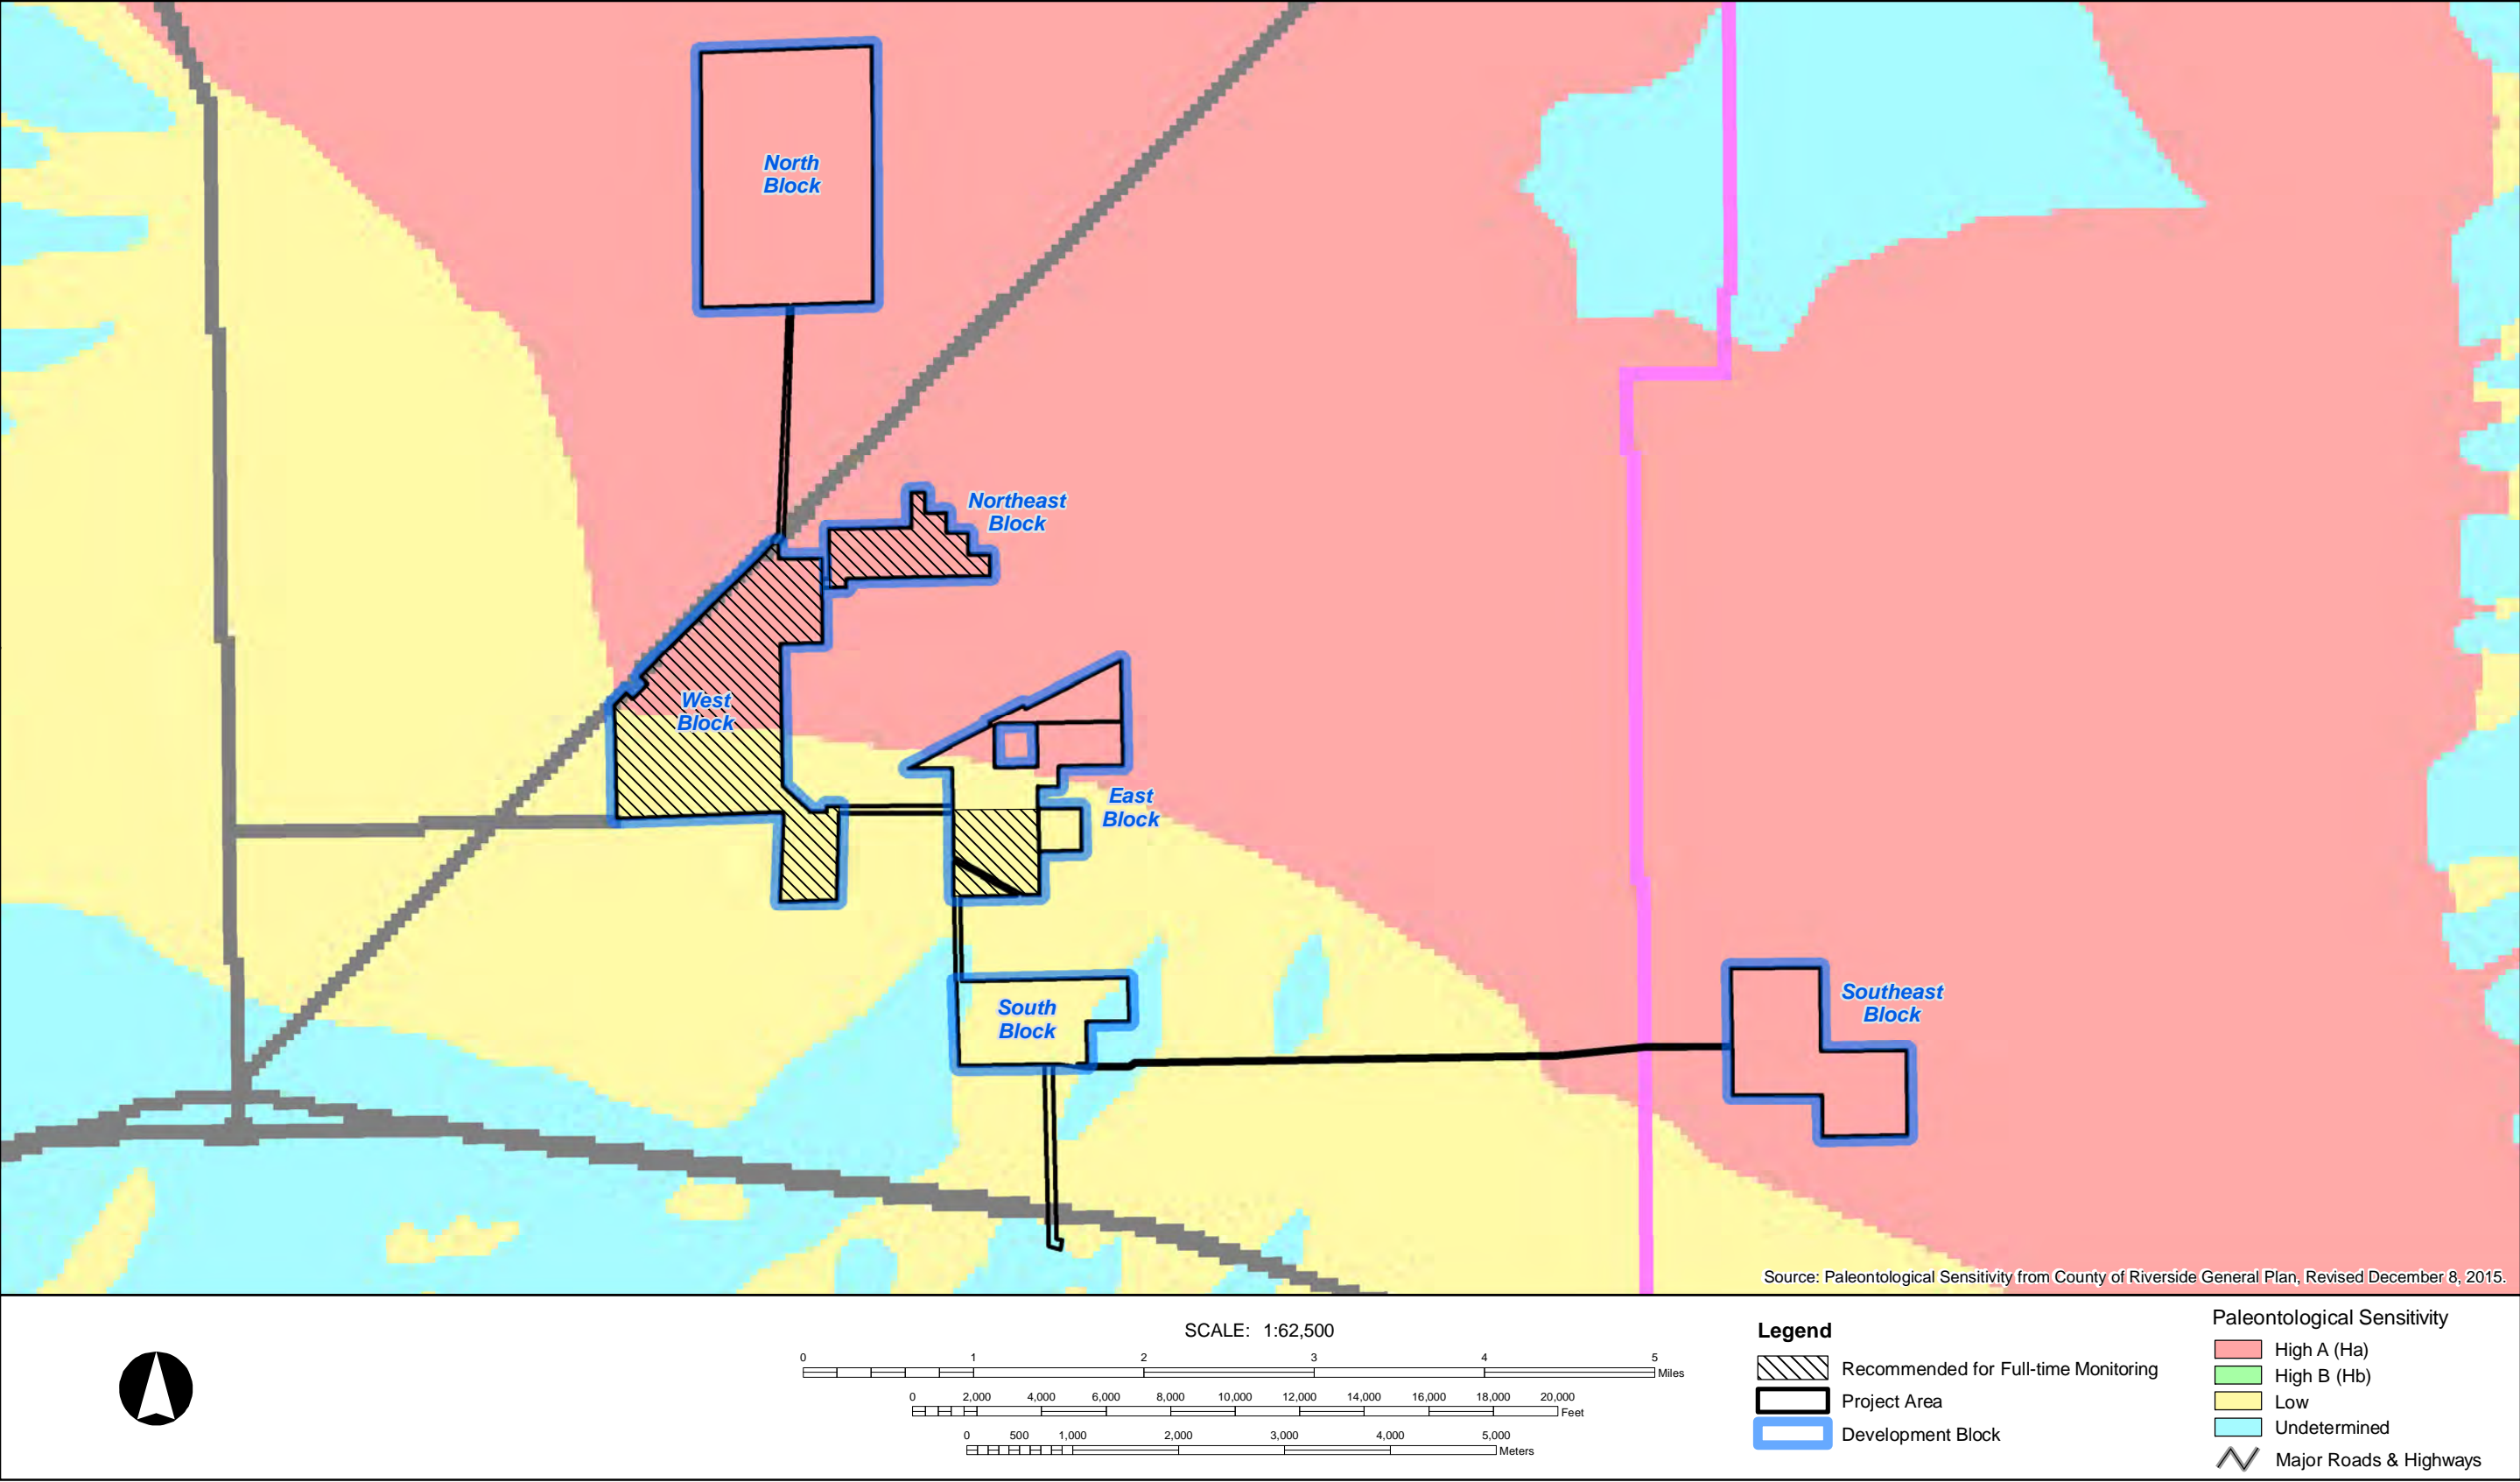 North
Block
Northeast
Block
West
Block
East
Block
South
Block
Southeast
Block
Source: Paleontological Sensitivity from County of Riverside General Plan, Revised December 8, 2015.
SCALE: 1:62,500
0 1 2 3 4 5
Miles
0 2,000 4,000 6,000 8,000 10,000 12,000 14,000 16,000 18,000 20,000
Feet
0 500 1,000 2,000 3,000 4,000 5,000
Meters
Legend
Recommended for Full-time Monitoring
Project Area
Development Block
Paleontological Sensitivity
High A (Ha)
High B (Hb)
Low
Undetermined
Major Roads & Highways